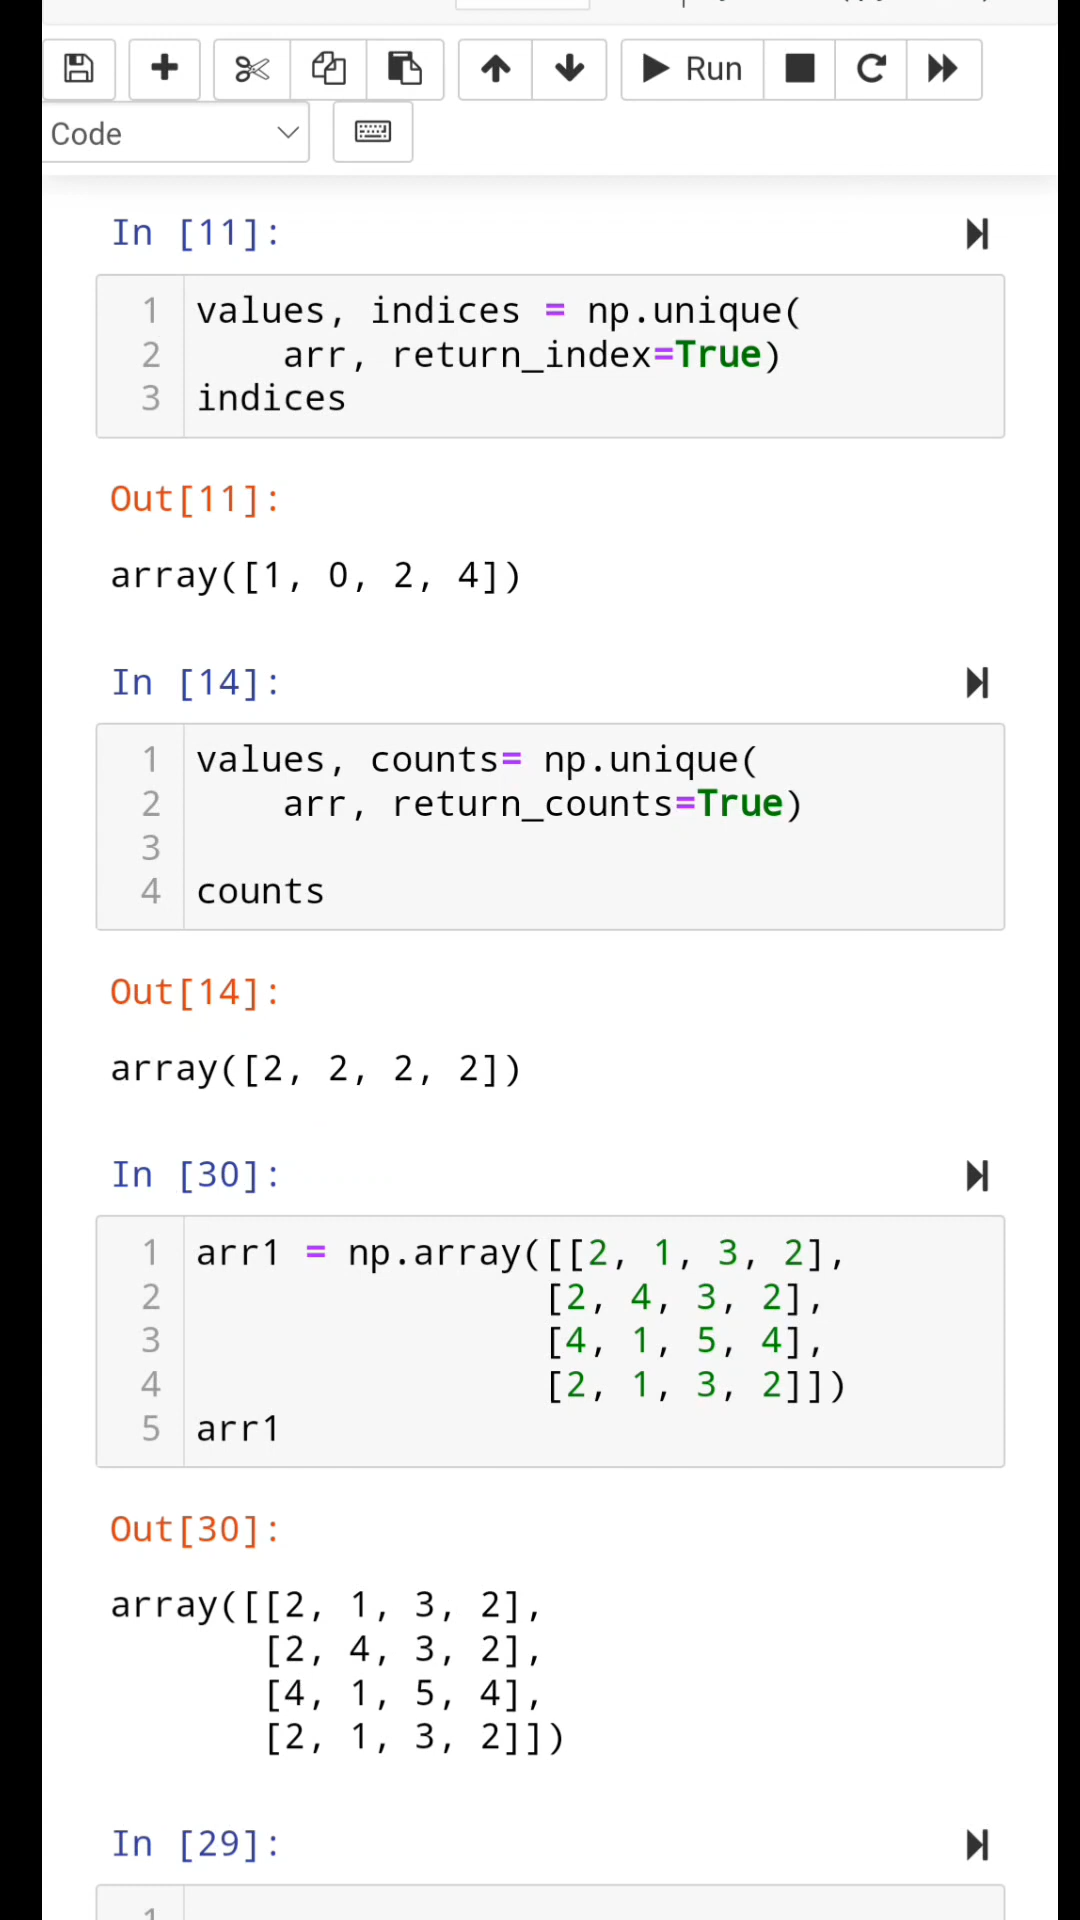 Run
Code
In [11]:
1 values, indices = np.unique(
2     arr, return_index=True)
3 indices
Out[11]:
array([1, 0, 2, 4])
In [14]:
1 values, counts= np.unique(
2     arr, return_counts=True)
3
4 counts
Out[14]:
array([2, 2, 2, 2])
In [30]:
1 arr1 = np.array([[2, 1, 3, 2],
2                 [2, 4, 3, 2],
3                 [4, 1, 5, 4],
4                 [2, 1, 3, 2]])
5 arr1
Out[30]:
array([[2, 1, 3, 2],
       [2, 4, 3, 2],
       [4, 1, 5, 4],
       [2, 1, 3, 2]])
In [29]:
1